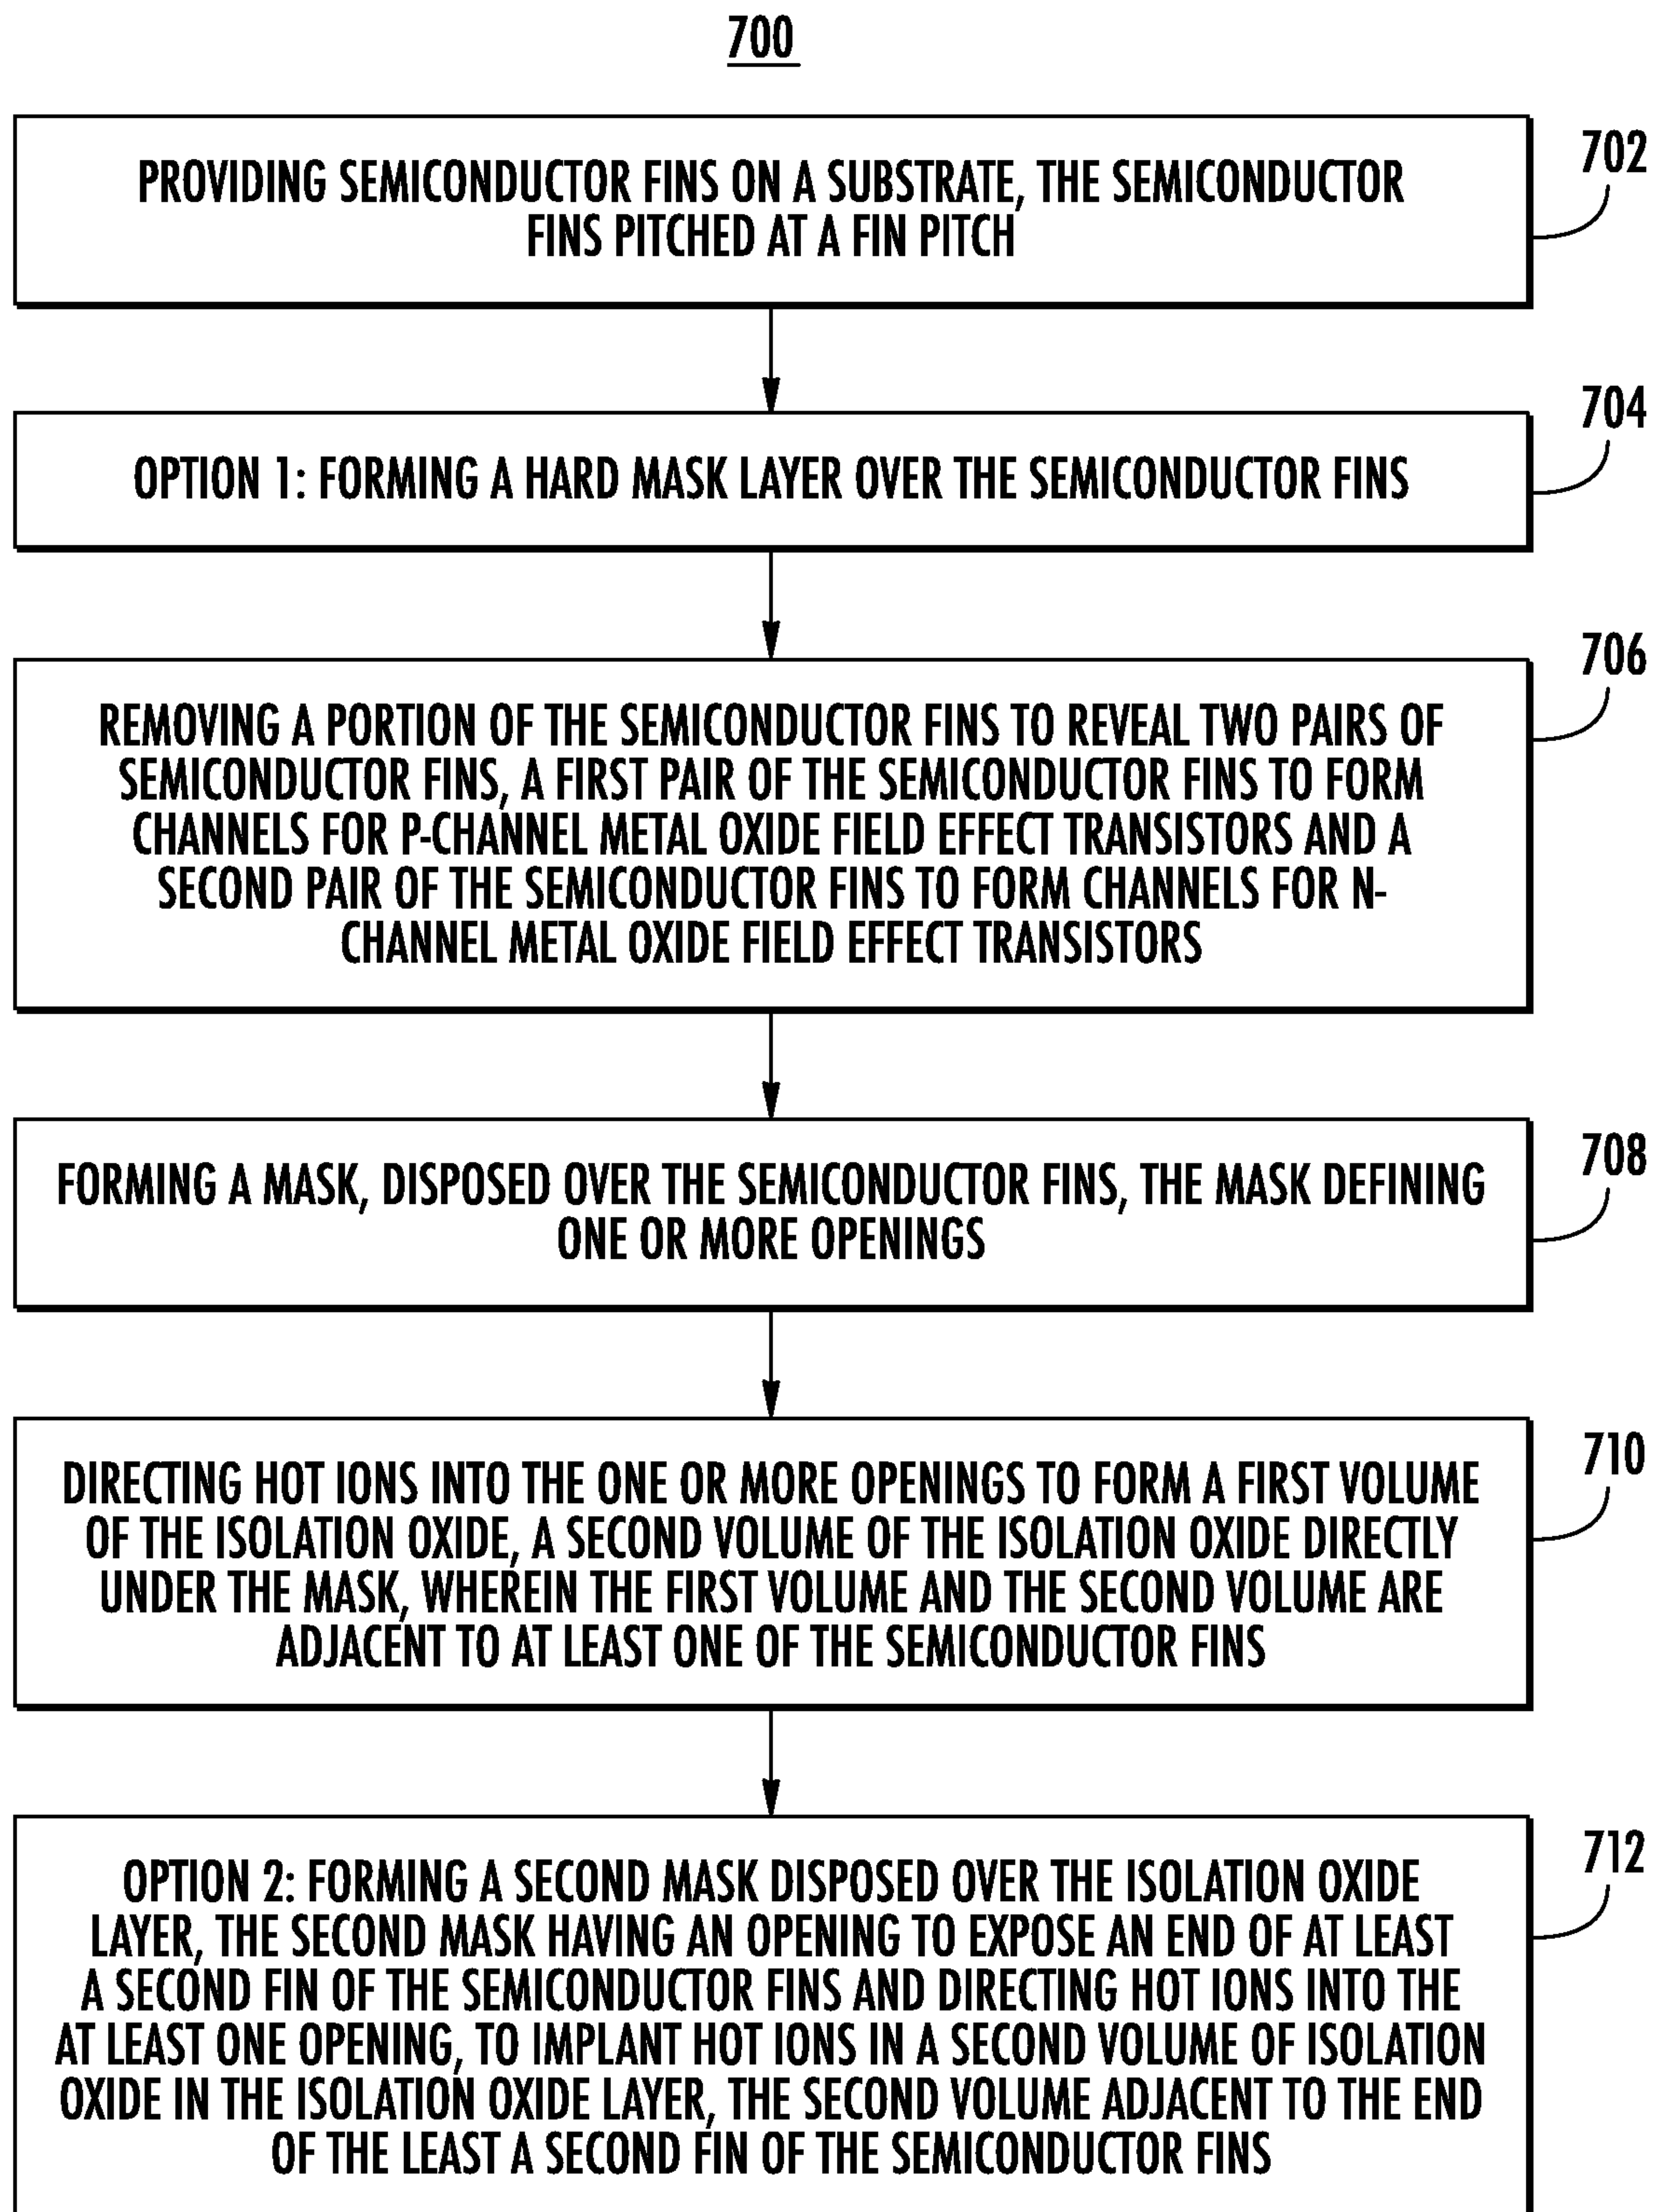 700
702
PROVIDING SEMICONDUCTOR FINS ON A SUBSTRATE, THE SEMICONDUCTOR
FINS PITCHED AT A FIN PITCH
704
OPTION 1: FORMING A HARD MASK LAYER OVER THE SEMICONDUCTOR FINS
706
REMOVING A PORTION OF THE SEMICONDUCTOR FINS TO REVEAL TWO PAIRS OF
SEMICONDUCTOR FINS, A FIRST PAIR OF THE SEMICONDUCTOR FINS TO FORM
CHANNELS FOR P-CHANNEL METAL OXIDE FIELD EFFECT TRANSISTORS AND A
SECOND PAIR OF THE SEMICONDUCTOR FINS TO FORM CHANNELS FOR N-
CHANNEL METAL OXIDE FIELD EFFECT TRANSISTORS
708
FORMING A MASK, DISPOSED OVER THE SEMICONDUCTOR FINS, THE MASK DEFINING
ONE OR MORE OPENINGS
710
DIRECTING HOT IONS INTO THE ONE OR MORE OPENINGS TO FORM A FIRST VOLUME
OF THE ISOLATION OXIDE, A SECOND VOLUME OF THE ISOLATION OXIDE DIRECTLY
UNDER THE MASK, WHEREIN THE FIRST VOLUME AND THE SECOND VOLUME ARE
ADJACENT TO AT LEAST ONE OF THE SEMICONDUCTOR FINS
712
OPTION 2: FORMING A SECOND MASK DISPOSED OVER THE ISOLATION OXIDE
LAYER, THE SECOND MASK HAVING AN OPENING TO EXPOSE AN END OF AT LEAST
A SECOND FIN OF THE SEMICONDUCTOR FINS AND DIRECTING HOT IONS INTO THE
AT LEAST ONE OPENING, TO IMPLANT HOT IONS IN A SECOND VOLUME OF ISOLATION
OXIDE IN THE ISOLATION OXIDE LAYER, THE SECOND VOLUME ADJACENT TO THE END
OF THE LEAST A SECOND FIN OF THE SEMICONDUCTOR FINS